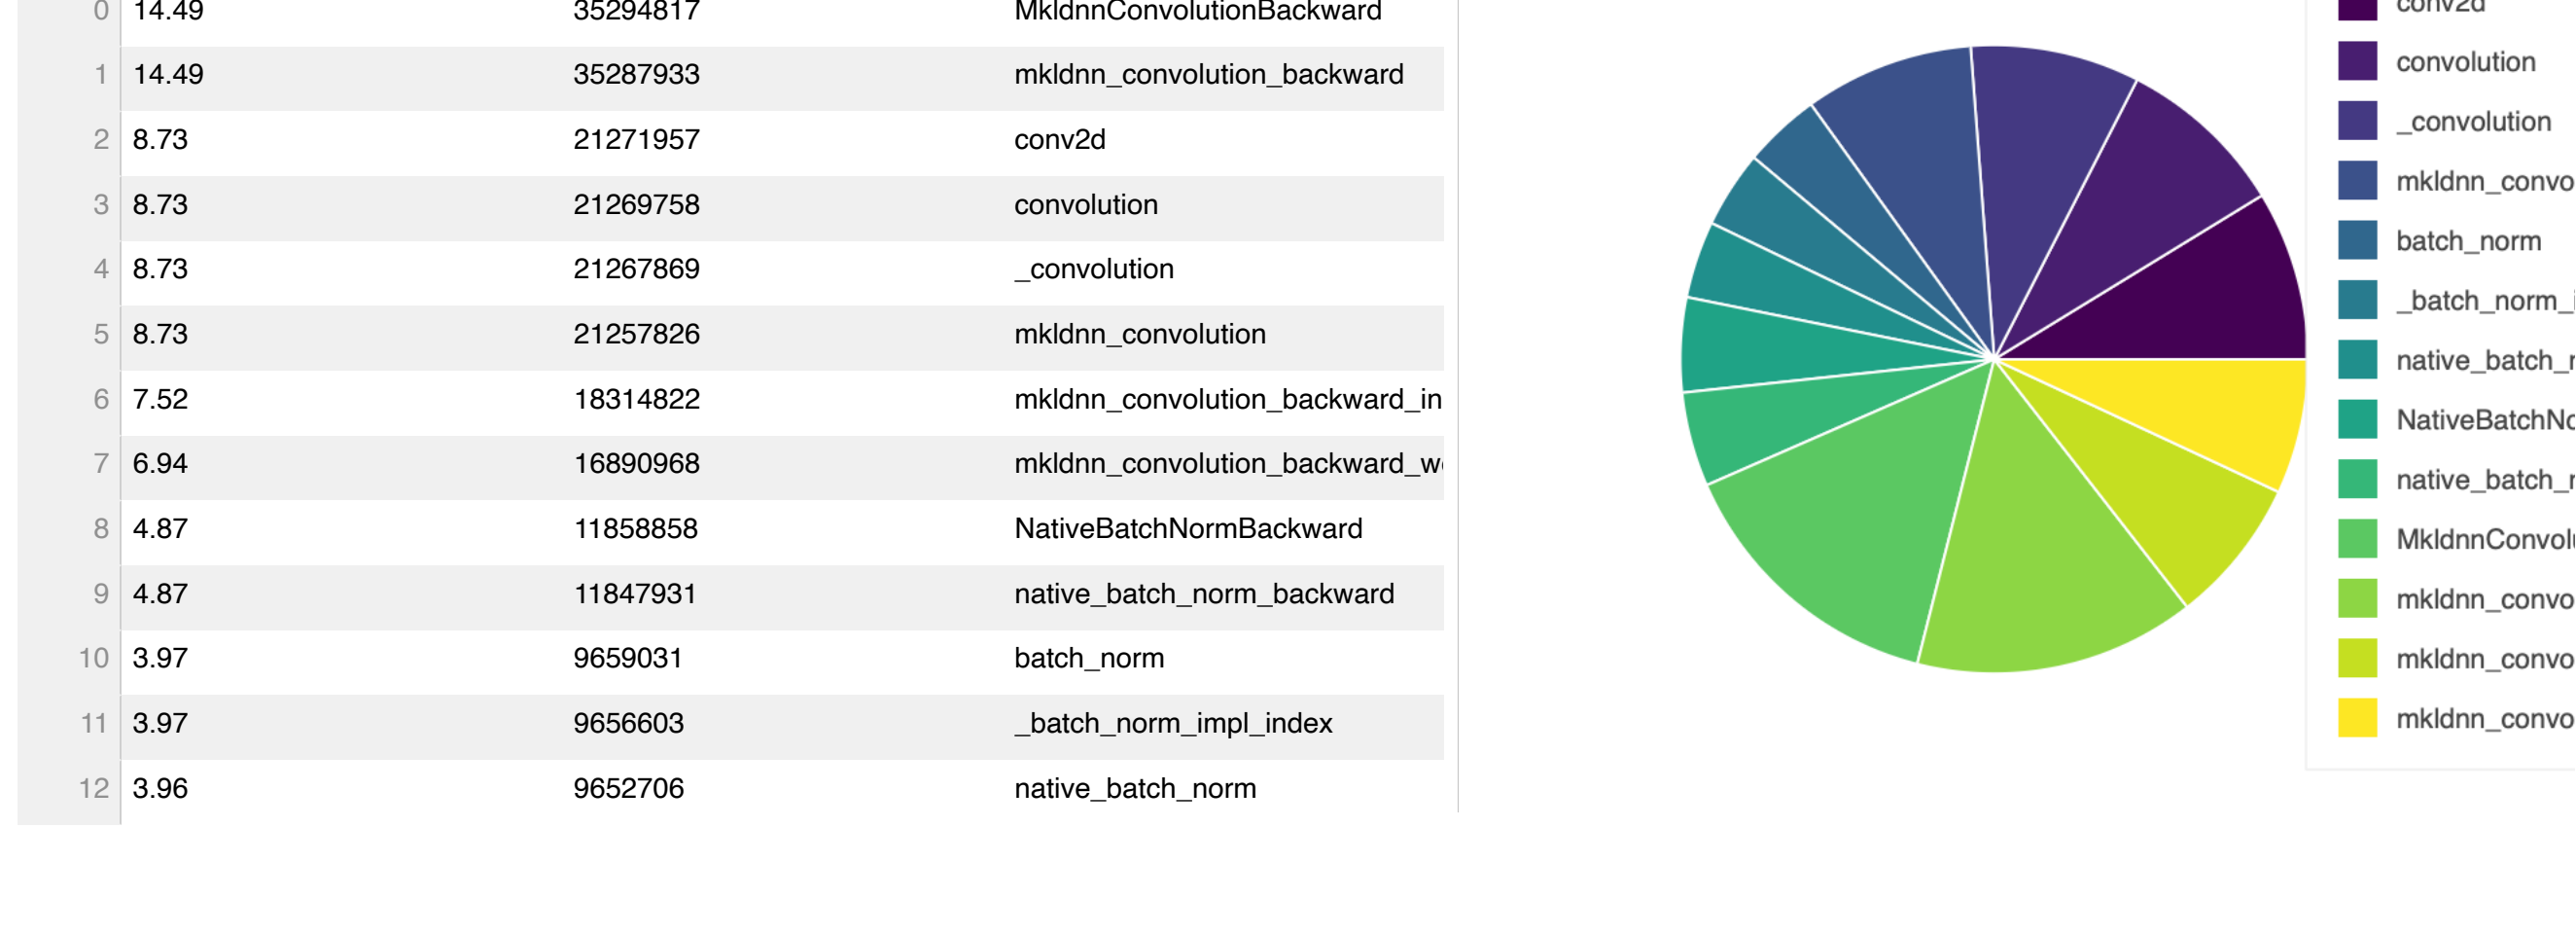 0 14.49 35294817 MkldnnConvolutionBackward
1 14.49 35287933 mkldnn_convolution_backward
2 8.73 21271957 conv2d
3 8.73 21269758 convolution
4 8.73 21267869 _convolution
5 8.73 21257826 mkldnn_convolution
6 7.52 18314822 mkldnn_convolution_backward_in
7 6.94 16890968 mkldnn_convolution_backward_w
8 4.87 11858858 NativeBatchNormBackward
9 4.87 11847931 native_batch_norm_backward
10 3.97 9659031 batch_norm
11 3.97 9656603 _batch_norm_impl_index
12 3.96 9652706 native_batch_norm
conv2d
convolution
_convolution
mkldnn_convo
batch_norm
_batch_norm_
native_batch_
NativeBatchN
native_batch_
MkldnnConvol
mkldnn_convo
mkldnn_convo
mkldnn_convo